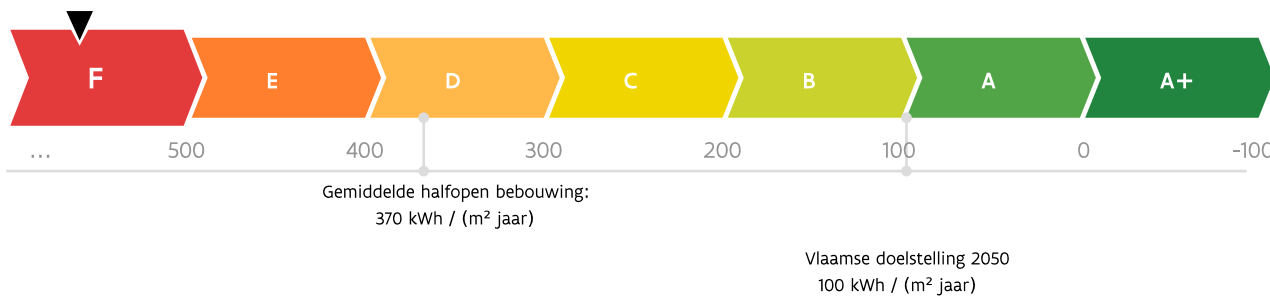 F E D C B A A+
... 500 400 300 200 100 0 -100
Gemiddelde halfopen bebouwing:
370 kWh / (m² jaar)
Vlaamse doelstelling 2050
100 kWh / (m² jaar)